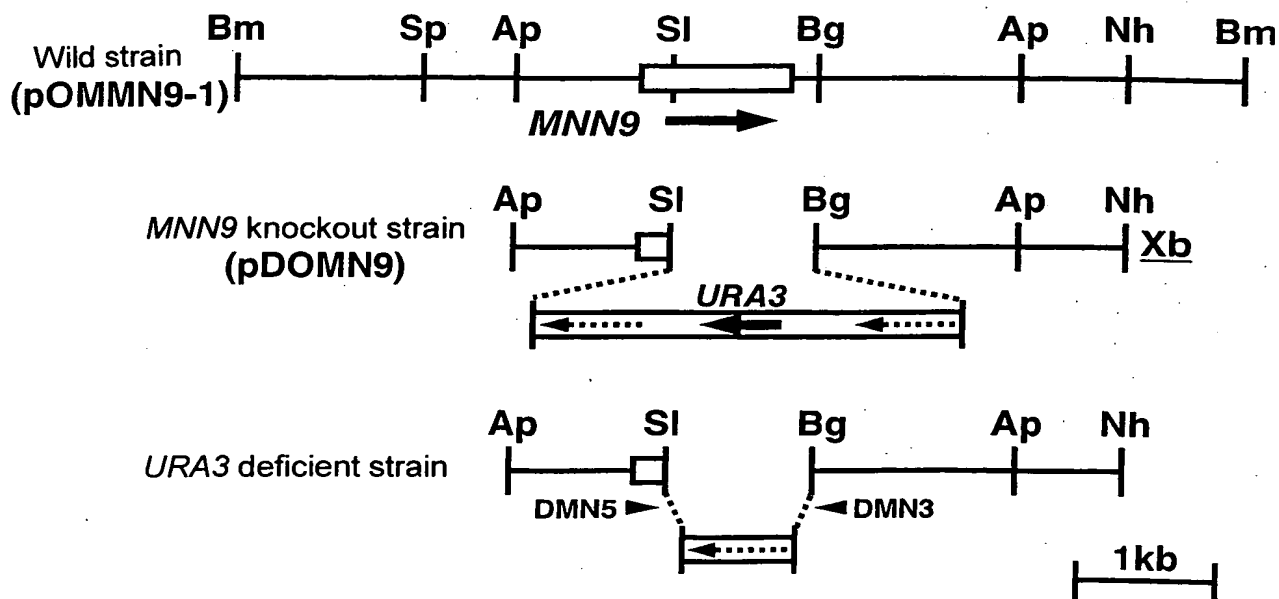 Bm Sp Ap Sl Bg Ap Nh Bm
Wild strain
(pOMMN9-1)
MNN9
Ap Sl Bg Ap Nh
MNN9 knockout strain
(pDOMN9)
Xb
URA3
Ap Sl Bg Ap Nh
URA3 deficient strain
DMN5 DMN3
1kb